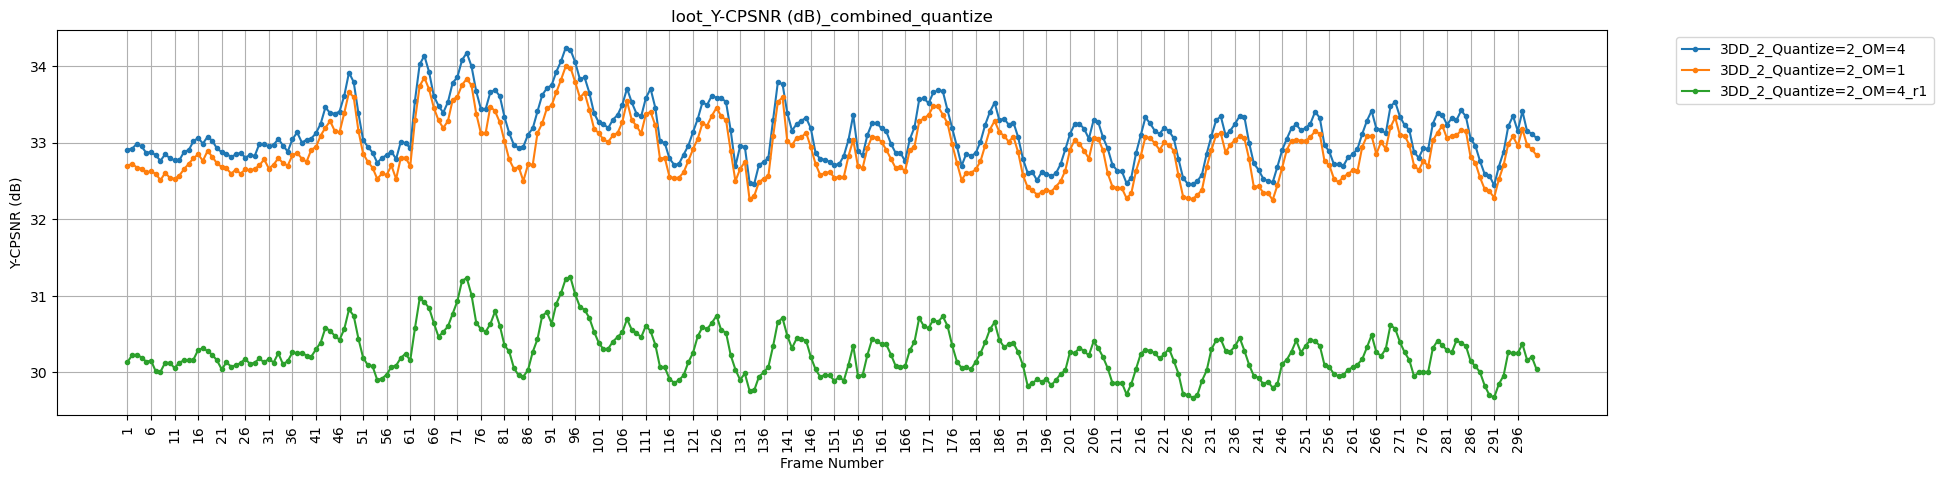 loot_Y-CPSNR (dB)_combined_quantize
3DD_2_Quantize=2_OM=4
3DD_2_Quantize=2_OM=1
3DD_2_Quantize=2_OM=4_r1
Y-CPSNR (dB)
34
33
32
31
30
1 6 11 16 21 26 31 36 41 46 51 56 61 66 71 76 81 86 91 96 101 106 111 116 121 126 131 136 141 146 151 156 161 166 171 176 181 186 191 196 201 206 211 216 221 226 231 236 241 246 251 256 261 266 271 276 281 286 291 296
Frame Number